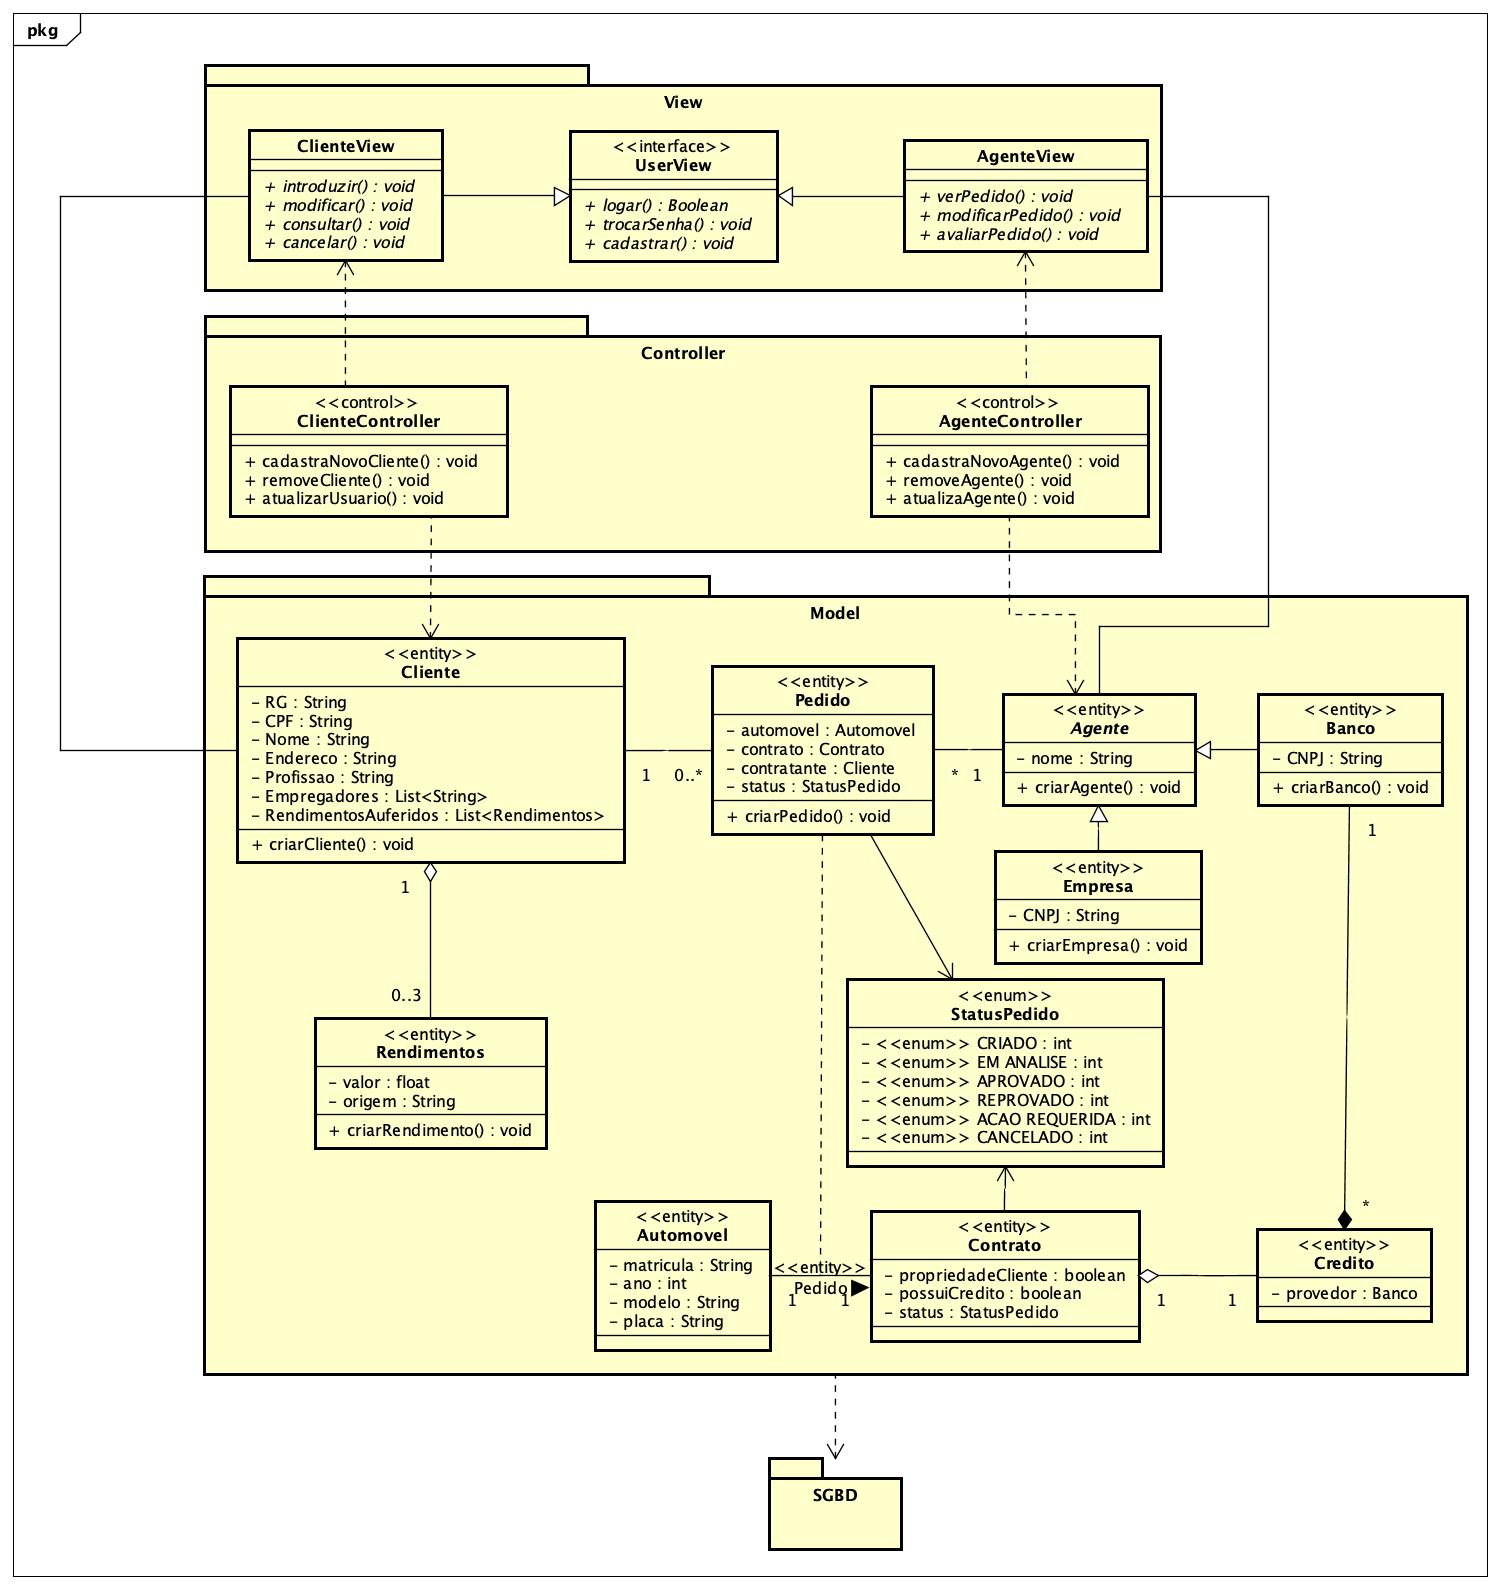 pkg
View
ClienteView
+ introduzir() : void
+ modificar() : void
+ consultar() : void
+ cancelar() : void
<<interface>>
UserView
+ logar() : Boolean
+ trocarSenha() : void
+ cadastrar() : void
AgenteView
+ verPedido() : void
+ modificarPedido() : void
+ avaliarPedido() : void
Controller
<<control>>
ClienteController
+ cadastraNovoCliente() : void
+ removeCliente() : void
+ atualizarUsuario() : void
<<control>>
AgenteController
+ cadastraNovoAgente() : void
+ removeAgente() : void
+ atualizaAgente() : void
Model
<<entity>>
Cliente
- RG : String
- CPF : String
- Nome : String
- Endereco : String
- Profissao : String
- Empregadores : List<String>
- RendimentosAuferidos : List<Rendimentos>
+ criarCliente() : void
1
0..*
<<entity>>
Pedido
- automovel : Automovel
- contrato : Contrato
- contratante : Cliente
- status : StatusPedido
+ criarPedido() : void
*
1
<<entity>>
Agente
- nome : String
+ criarAgente() : void
<<entity>>
Banco
- CNPJ : String
+ criarBanco() : void
1
<<entity>>
Empresa
- CNPJ : String
+ criarEmpresa() : void
1
0..3
<<entity>>
Rendimentos
- valor : float
- origem : String
+ criarRendimento() : void
<<enum>>
StatusPedido
- <<enum>> CRIADO : int
- <<enum>> EM ANALISE : int
- <<enum>> APROVADO : int
- <<enum>> REPROVADO : int
- <<enum>> ACAO REQUERIDA : int
- <<enum>> CANCELADO : int
<<entity>>
Automovel
- matricula : String
- ano : int
- modelo : String
- placa : String
<<entity>>
Pedido
1
1
<<entity>>
Contrato
- propriedadeCliente : boolean
- possuiCredito : boolean
- status : StatusPedido
1
1
*
<<entity>>
Credito
- provedor : Banco
SGBD